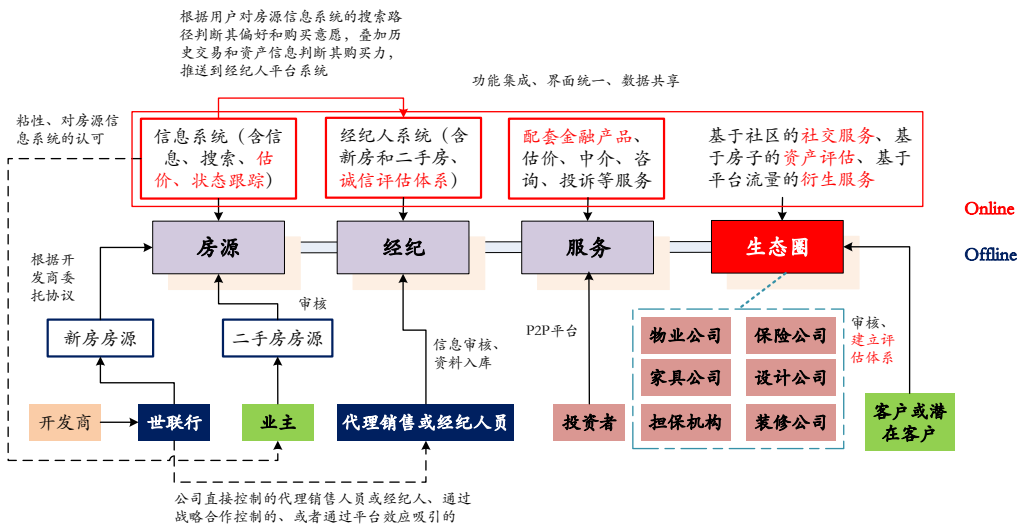 根据用户对房源信息系统的搜索路
径判断其偏好和购买意愿，叠加历
史交易和资产信息判断其购买力，
推送到经纪人平台系统
功能集成、界面统一、数据共享
粘性、对房源信
息系统的认可
信息系统（含信
息、搜索、估
价、状态跟踪）
经纪人系统（含
新房和二手房、
诚信评估体系）
配套金融产品、
估价、中介、咨
询、投诉等服务
基于社区的社交服务、基
于房子的资产评估、基于
平台流量的衍生服务
Online
Offline
房源
经纪
服务
生态圈
根据开
发商委
托协议
审核
新房房源
二手房房源
信息审核、
资料入库
P2P平台
物业公司
保险公司
家具公司
设计公司
担保机构
装修公司
审核、
建立评
估体系
开发商
世联行
业主
代理销售或经纪人员
投资者
客户或潜
在客户
公司直接控制的代理销售人员或经纪人、通过
战略合作控制的、或者通过平台效应吸引的